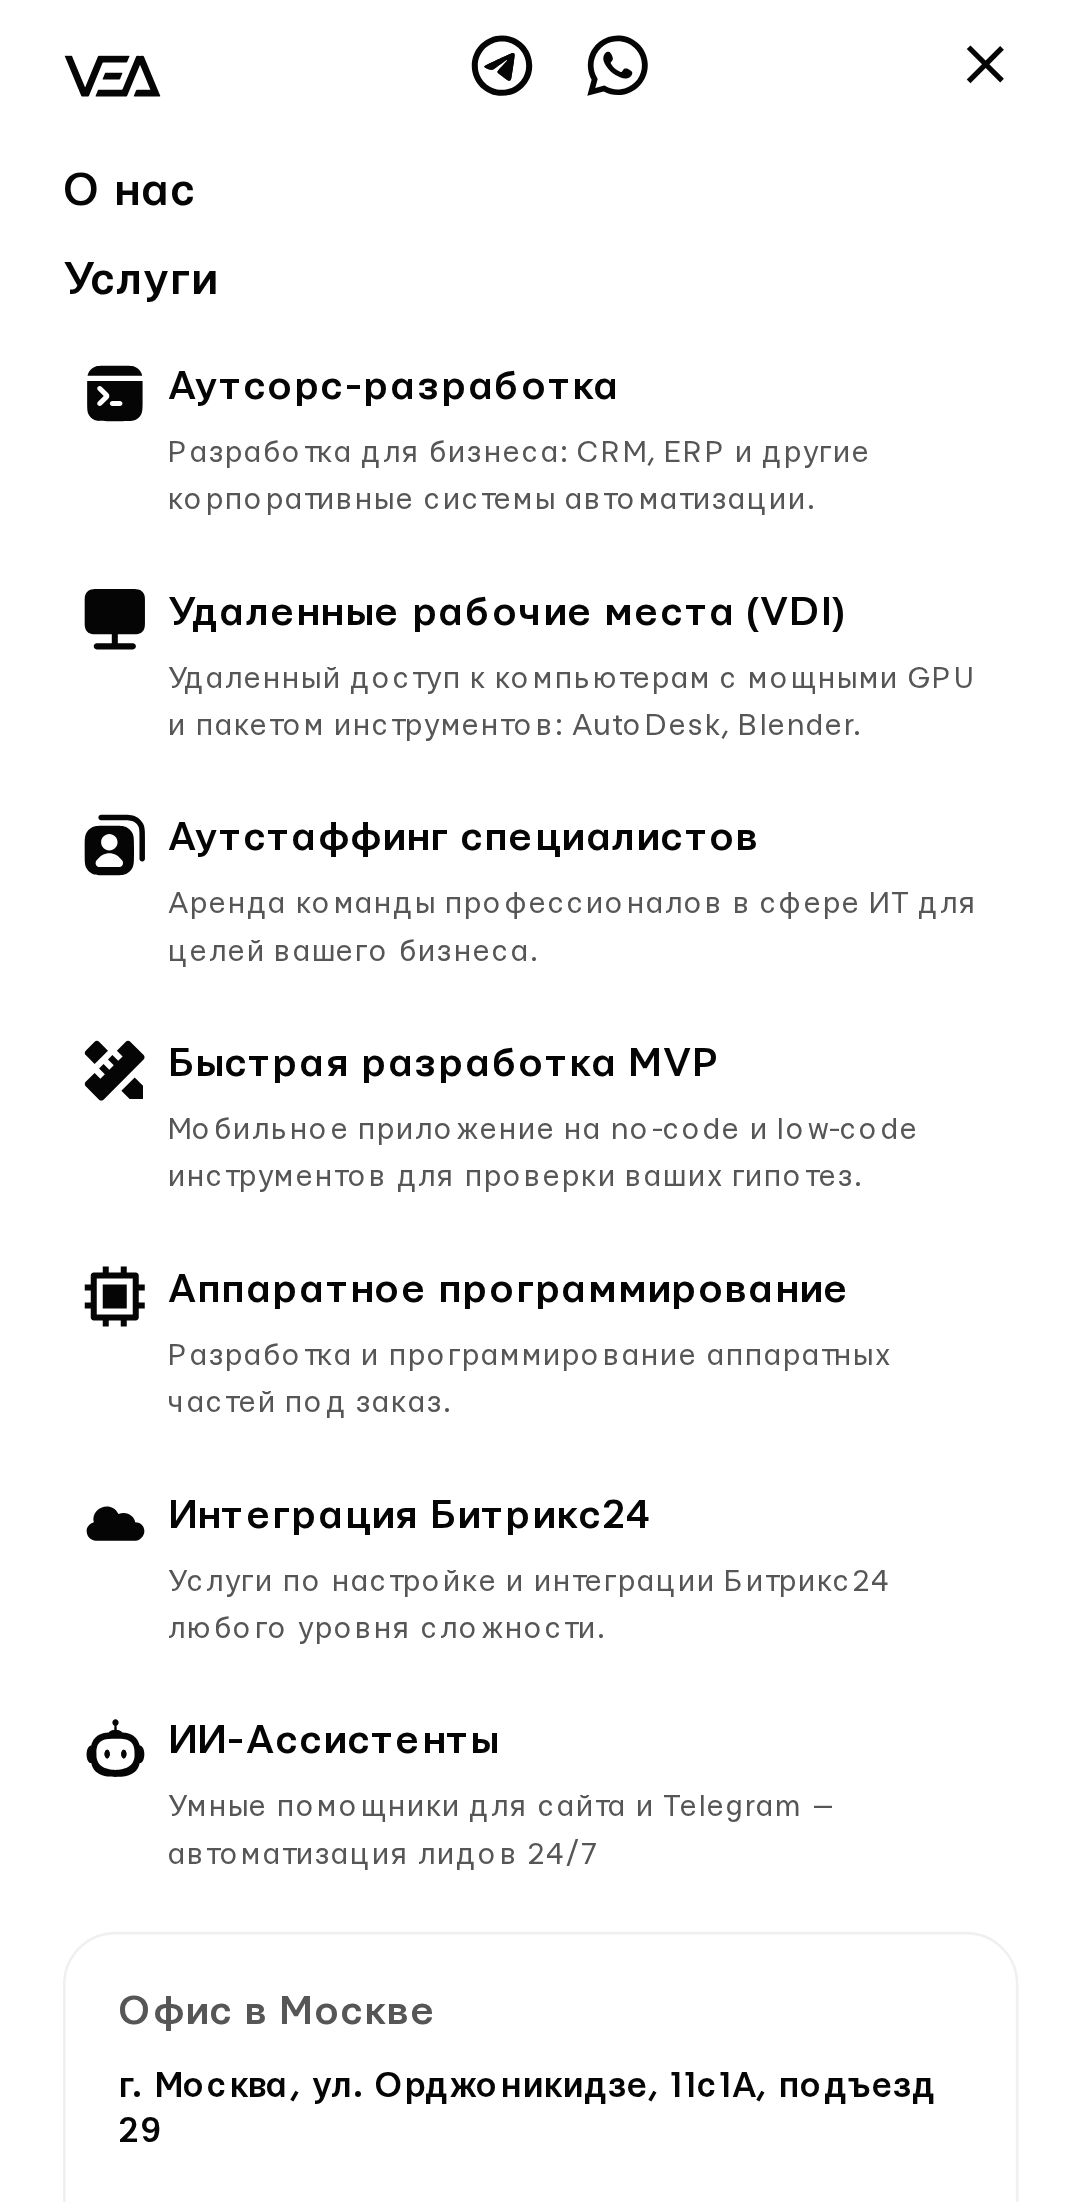 VEA
О нас
Услуги
Аутсорс-разработка
Разработка для бизнеса: CRM, ERP и другие
корпоративные системы автоматизации.
Удаленные рабочие места (VDI)
Удаленный доступ к компьютерам с мощными GPU
и пакетом инструментов: AutoDesk, Blender.
Аутстаффинг специалистов
Аренда команды профессионалов в сфере ИТ для
целей вашего бизнеса.
Быстрая разработка MVP
Мобильное приложение на no-code и low-code
инструментов для проверки ваших гипотез.
Аппаратное программирование
Разработка и программирование аппаратных
частей под заказ.
Интеграция Битрикс24
Услуги по настройке и интеграции Битрикс24
любого уровня сложности.
ИИ-Ассистенты
Умные помощники для сайта и Telegram —
автоматизация лидов 24/7
Офис в Москве
г. Москва, ул. Орджоникидзе, 11с1А, подъезд
29